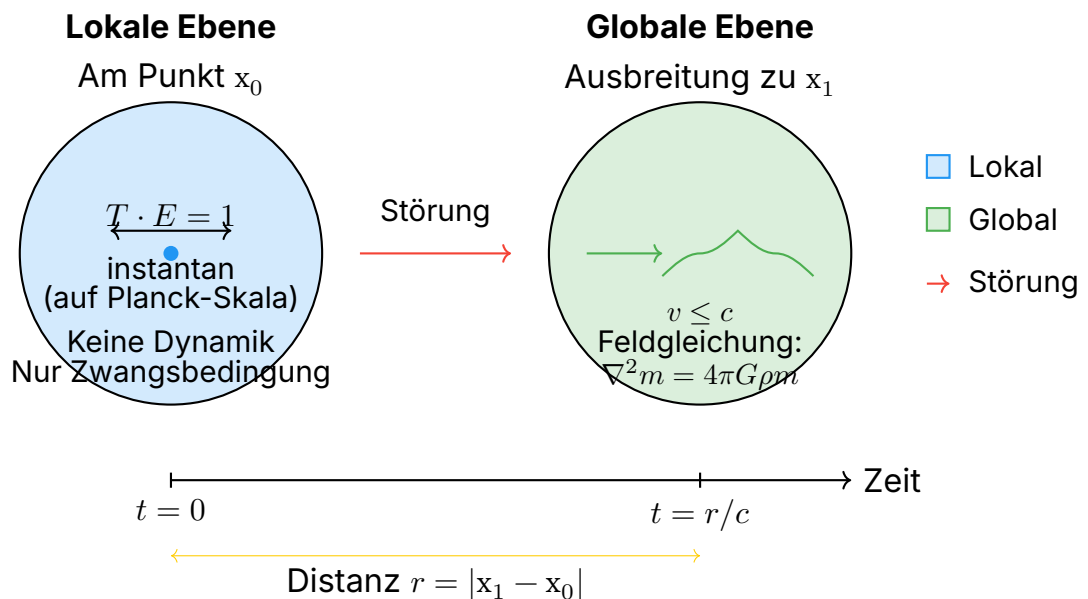 Lokale Ebene
Am Punkt x₀
T · E = 1
instantan
(auf Planck-Skala)
Keine Dynamik
Nur Zwangsbedingung
Störung
Globale Ebene
Ausbreitung zu x₁
v ≤ c
Feldgleichung:
∇²m = 4πGρm
Lokal
Global
Störung
Zeit
t = 0
t = r/c
Distanz r = |x₁ − x₀|